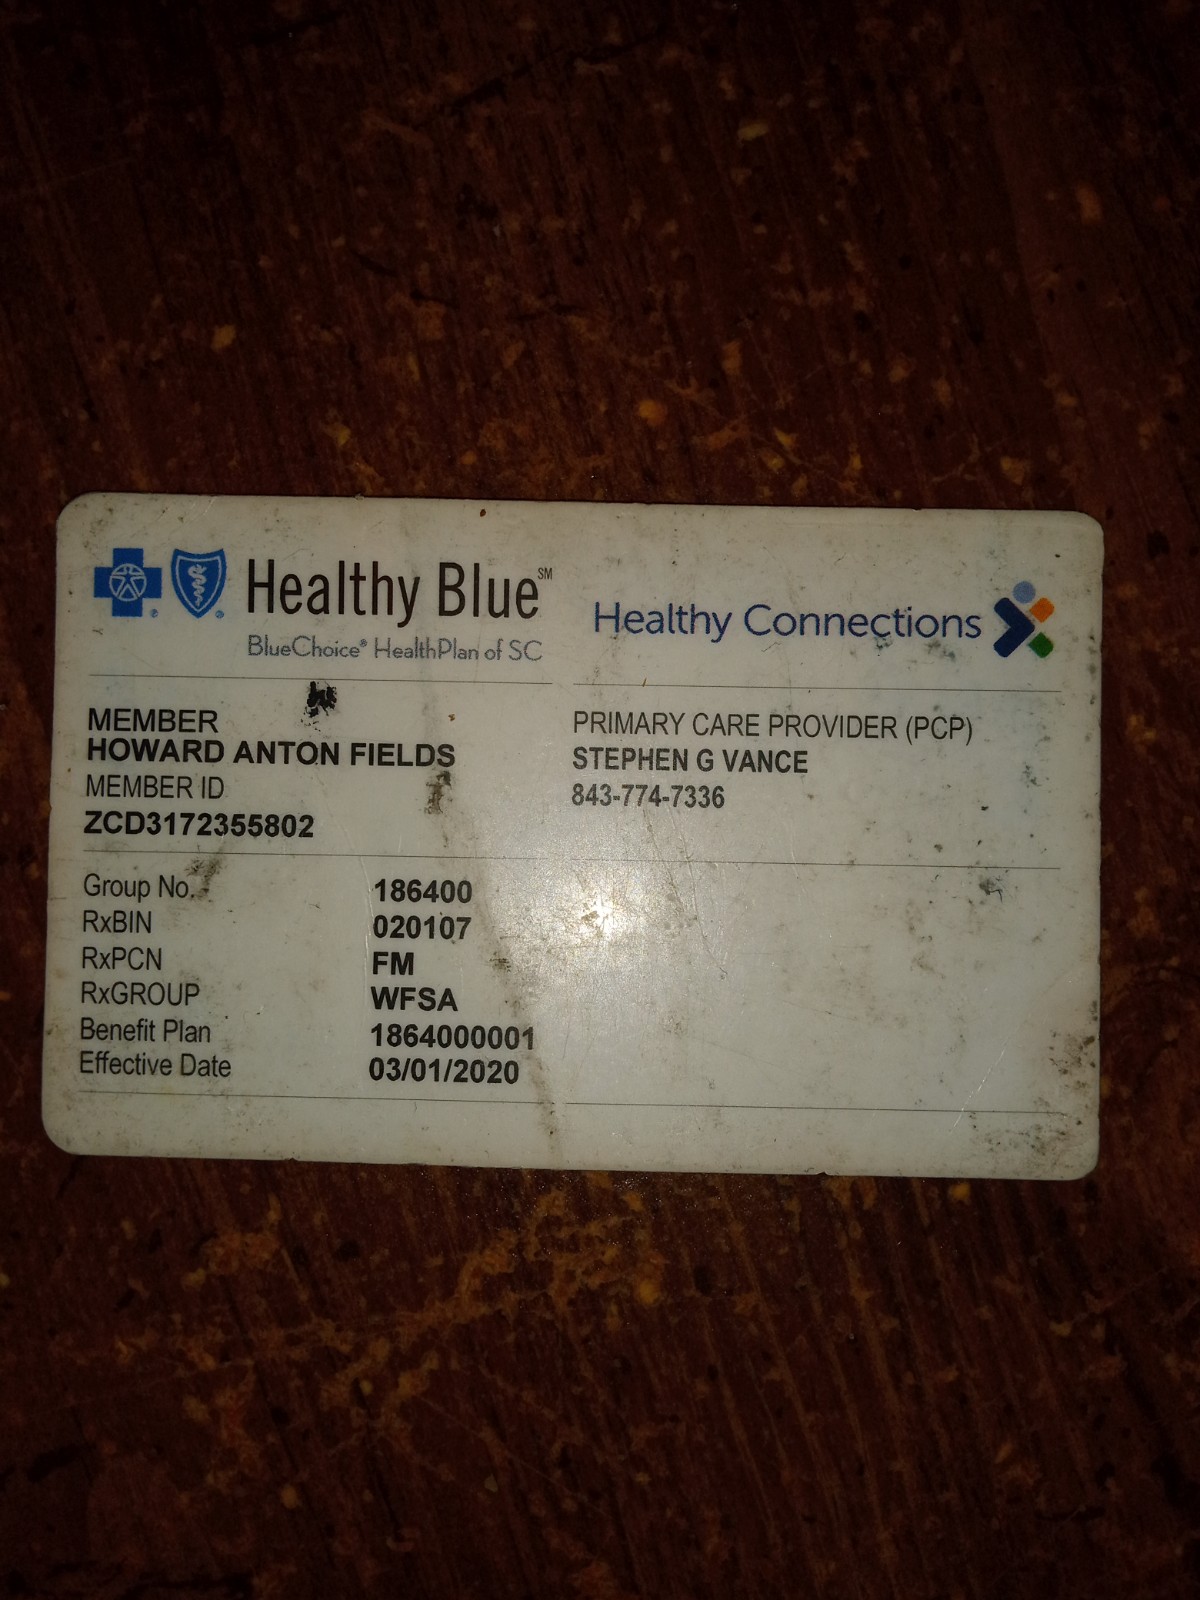 Healthy Blue℠
BlueChoice® HealthPlan of SC
Healthy Connections
MEMBER
HOWARD ANTON FIELDS
MEMBER ID
ZCD3172355802
PRIMARY CARE PROVIDER (PCP)
STEPHEN G VANCE
843-774-7336
Group No. 186400
RxBIN 020107
RxPCN FM
RxGROUP WFSA
Benefit Plan 1864000001
Effective Date 03/01/2020